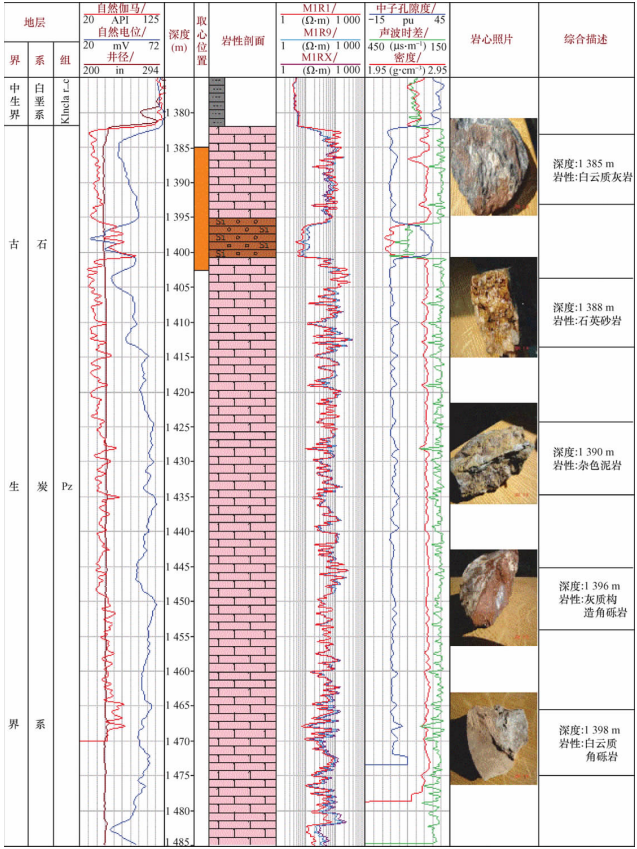 地层
界 系 组
自然伽马/
20 API 125
自然电位/
20 mV 72
井径/
200 in 294
深度
(m)
取心位置
岩性剖面
M1R1/
1 (Ω·m) 1 000
M1R9/
1 (Ω·m) 1 000
M1RX/
1 (Ω·m) 1 000
中子孔隙度/
−15 pu 45
声波时差/
450 (μs·m) 150
密度/
1.95 (g·cm³) 2.95
岩心照片
综合描述
中生界
白垩系
K1ncla r...c
古生界
石炭系
Pz
1 380
1 385
1 390
1 395
1 400
1 405
1 410
1 415
1 420
1 425
1 430
1 435
1 440
1 445
1 450
1 455
1 460
1 465
1 470
1 475
1 480
1 485
Si
Si Si
Si
Si Si
Si
深度:1 385 m
岩性:白云质灰岩
深度:1 388 m
岩性:石英砂岩
深度:1 390 m
岩性:杂色泥岩
深度:1 396 m
岩性:灰质构
造角砾岩
深度:1 398 m
岩性:白云质
角砾岩